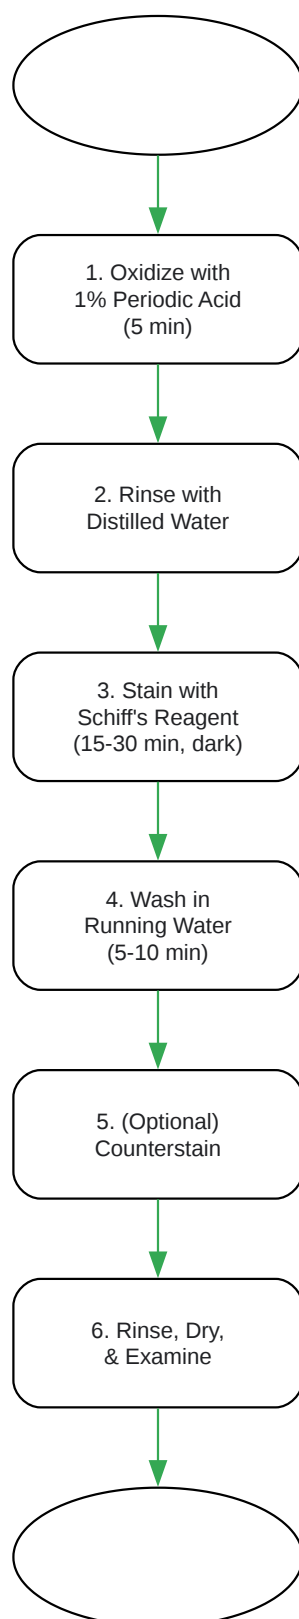 1. Oxidize with
1% Periodic Acid
(5 min)
2. Rinse with
Distilled Water
3. Stain with
Schiff's Reagent
(15-30 min, dark)
4. Wash in
Running Water
(5-10 min)
5. (Optional)
Counterstain
6. Rinse, Dry,
& Examine